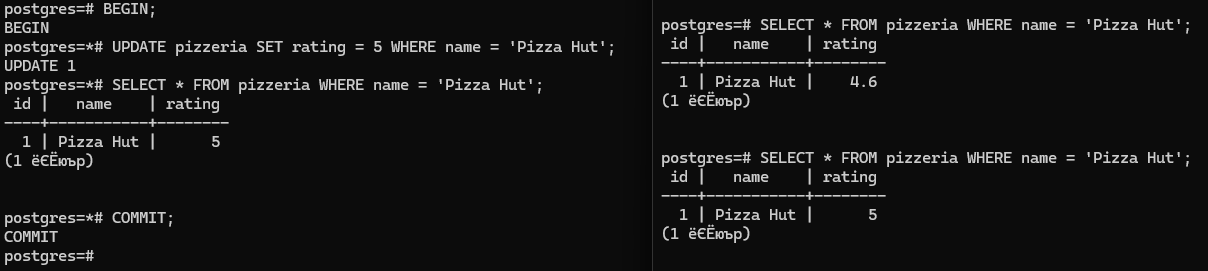 postgres=# BEGIN;
BEGIN
postgres=*# UPDATE pizzeria SET rating = 5 WHERE name = 'Pizza Hut';
UPDATE 1
postgres=*# SELECT * FROM pizzeria WHERE name = 'Pizza Hut';
 id |   name    | rating
----+-----------+--------
  1 | Pizza Hut |      5
(1 ёЄЁюър)
postgres=*# COMMIT;
COMMIT
postgres=#
postgres=# SELECT * FROM pizzeria WHERE name = 'Pizza Hut';
 id |   name    | rating
----+-----------+--------
  1 | Pizza Hut |    4.6
(1 ёЄЁюър)
postgres=# SELECT * FROM pizzeria WHERE name = 'Pizza Hut';
 id |   name    | rating
----+-----------+--------
  1 | Pizza Hut |      5
(1 ёЄЁюър)